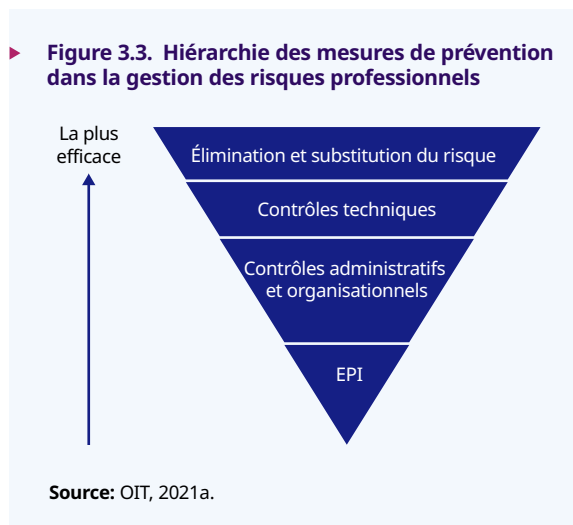 Figure 3.3. Hiérarchie des mesures de prévention
dans la gestion des risques professionnels
La plus
efficace
Élimination et substitution du risque
Contrôles techniques
Contrôles administratifs
et organisationnels
EPI
Source: OIT, 2021a.